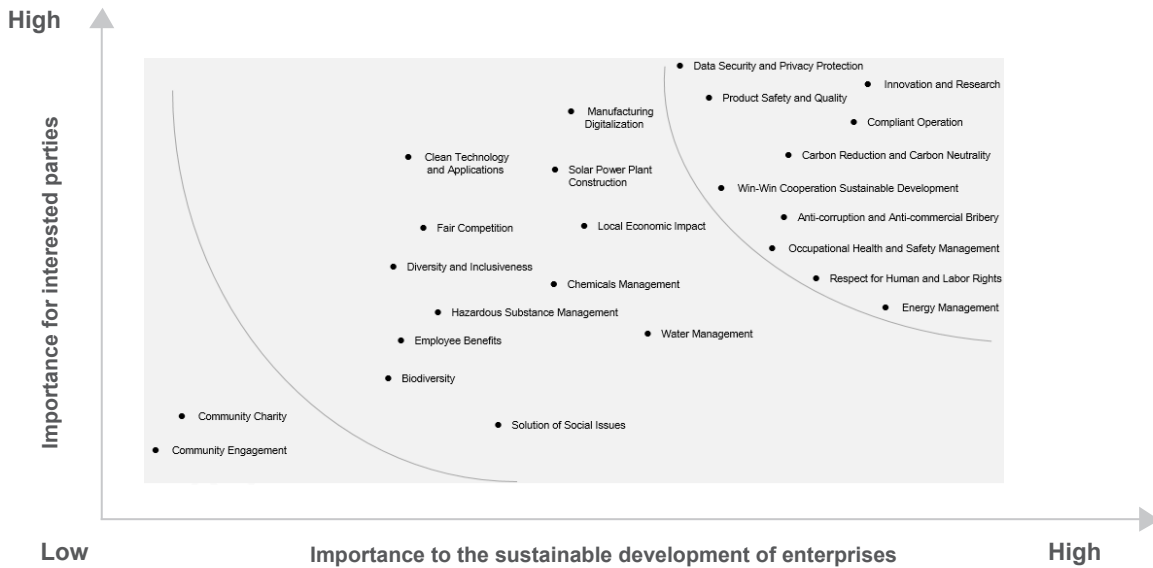 High
Importance for interested parties
Data Security and Privacy Protection
Innovation and Research
Product Safety and Quality
Manufacturing
Digitalization
Compliant Operation
Clean Technology
and Applications
Solar Power Plant
Construction
Carbon Reduction and Carbon Neutrality
Win-Win Cooperation Sustainable Development
Fair Competition
Local Economic Impact
Anti-corruption and Anti-commercial Bribery
Occupational Health and Safety Management
Diversity and Inclusiveness
Chemicals Management
Respect for Human and Labor Rights
Hazardous Substance Management
Energy Management
Employee Benefits
Water Management
Biodiversity
Community Charity
Solution of Social Issues
Community Engagement
Low
Importance to the sustainable development of enterprises
High